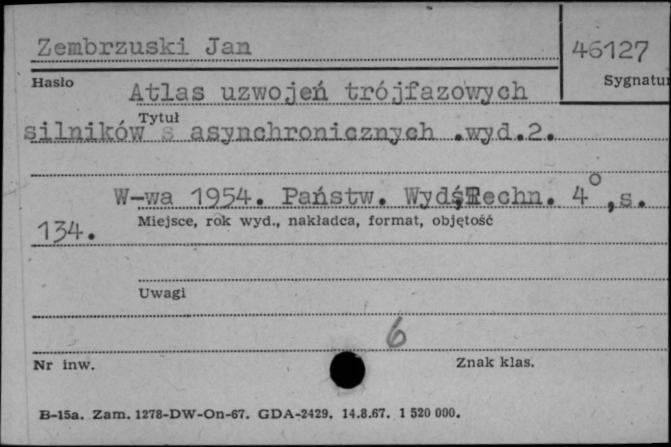 Zembrzuski Jan
46127
Hasło
Sygnatu
Atlas uzwojeń trójfazowych
Tytuł
silników s asynchronicznych .wyd.2.
W-wa 1954. Państw. Wyd. Techn. 4°, s.
Miejsce, rok wyd., nakładca, format, objętość
134.
Uwagi
6
Nr inw.
Znak klas.
B-15a. Zam. 1278-DW-On-67. GDA-2429. 14.8.67. 1 520 000.